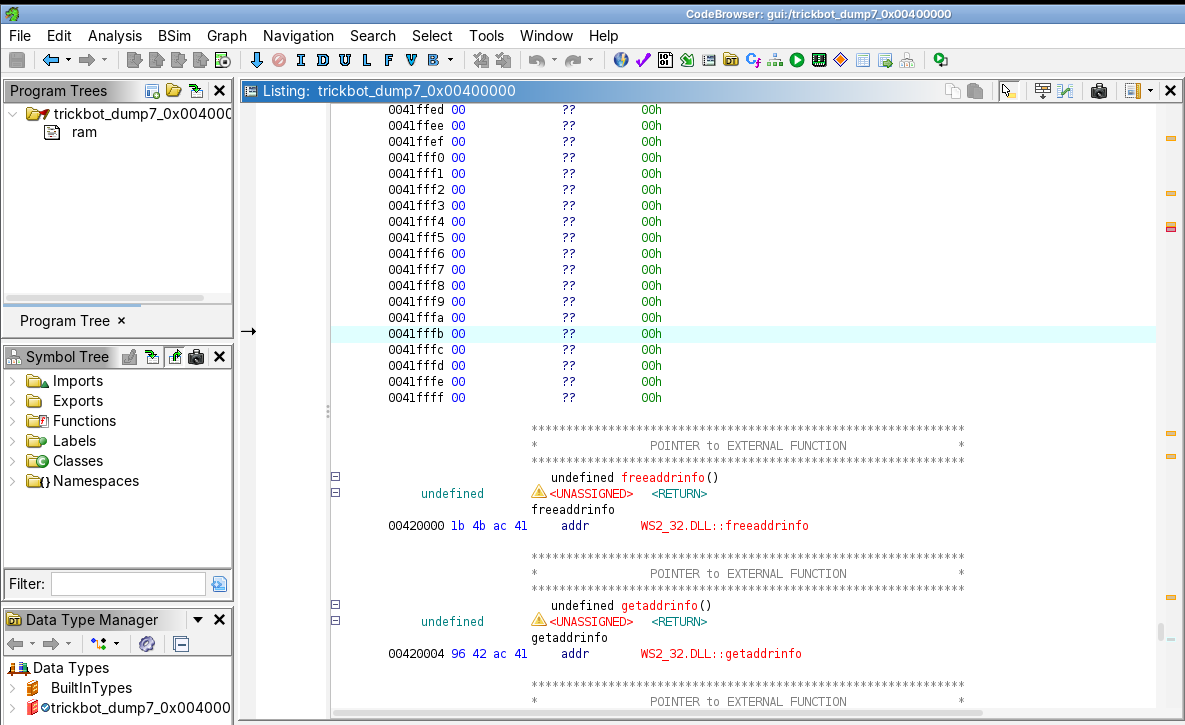 CodeBrowser: gui:/trickbot_dump7_0x00400000
File Edit Analysis BSim Graph Navigation Search Select Tools Window Help
I D U L F V B
Program Trees
trickbot_dump7_0x004000
ram
Program Tree ×
Symbol Tree
Imports
Exports
Functions
Labels
Classes
Namespaces
Filter:
Data Type Manager
Data Types
BuiltInTypes
trickbot_dump7_0x004000
Listing: trickbot_dump7_0x00400000
0041ffed 00 ?? 00h
0041ffee 00 ?? 00h
0041ffef 00 ?? 00h
0041fff0 00 ?? 00h
0041fff1 00 ?? 00h
0041fff2 00 ?? 00h
0041fff3 00 ?? 00h
0041fff4 00 ?? 00h
0041fff5 00 ?? 00h
0041fff6 00 ?? 00h
0041fff7 00 ?? 00h
0041fff8 00 ?? 00h
0041fff9 00 ?? 00h
0041fffa 00 ?? 00h
0041fffb 00 ?? 00h
0041fffc 00 ?? 00h
0041fffd 00 ?? 00h
0041fffe 00 ?? 00h
0041ffff 00 ?? 00h
**************************************************************
* POINTER to EXTERNAL FUNCTION *
**************************************************************
undefined freeaddrinfo()
undefined <UNASSIGNED> <RETURN>
freeaddrinfo
00420000 1b 4b ac 41 addr WS2_32.DLL::freeaddrinfo
**************************************************************
* POINTER to EXTERNAL FUNCTION *
**************************************************************
undefined getaddrinfo()
undefined <UNASSIGNED> <RETURN>
getaddrinfo
00420004 96 42 ac 41 addr WS2_32.DLL::getaddrinfo
**************************************************************
* POINTER to EXTERNAL FUNCTION *